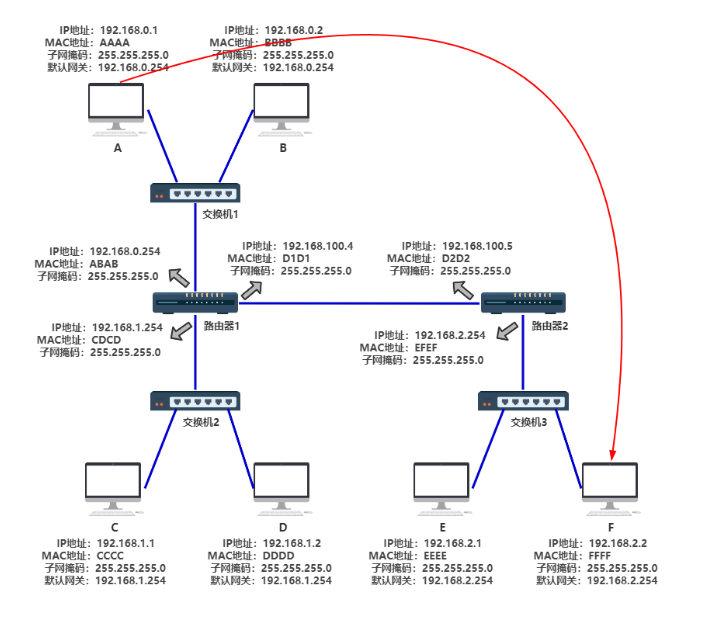 IP地址: 192.168.0.1
MAC地址: AAAA
子网掩码: 255.255.255.0
默认网关: 192.168.0.254
IP地址: 192.168.0.2
MAC地址: BBBB
子网掩码: 255.255.255.0
默认网关: 192.168.0.254
A
B
交换机1
IP地址: 192.168.0.254
MAC地址: ABAB
子网掩码: 255.255.255.0
IP地址: 192.168.100.4
MAC地址: D1D1
子网掩码: 255.255.255.0
IP地址: 192.168.100.5
MAC地址: D2D2
子网掩码: 255.255.255.0
路由器1
路由器2
IP地址: 192.168.1.254
MAC地址: CDCD
子网掩码: 255.255.255.0
IP地址: 192.168.2.254
MAC地址: EFEF
子网掩码: 255.255.255.0
交换机2
交换机3
C
D
E
F
IP地址: 192.168.1.1
MAC地址: CCCC
子网掩码: 255.255.255.0
默认网关: 192.168.1.254
IP地址: 192.168.1.2
MAC地址: DDDD
子网掩码: 255.255.255.0
默认网关: 192.168.1.254
IP地址: 192.168.2.1
MAC地址: EEEE
子网掩码: 255.255.255.0
默认网关: 192.168.2.254
IP地址: 192.168.2.2
MAC地址: FFFF
子网掩码: 255.255.255.0
默认网关: 192.168.2.254